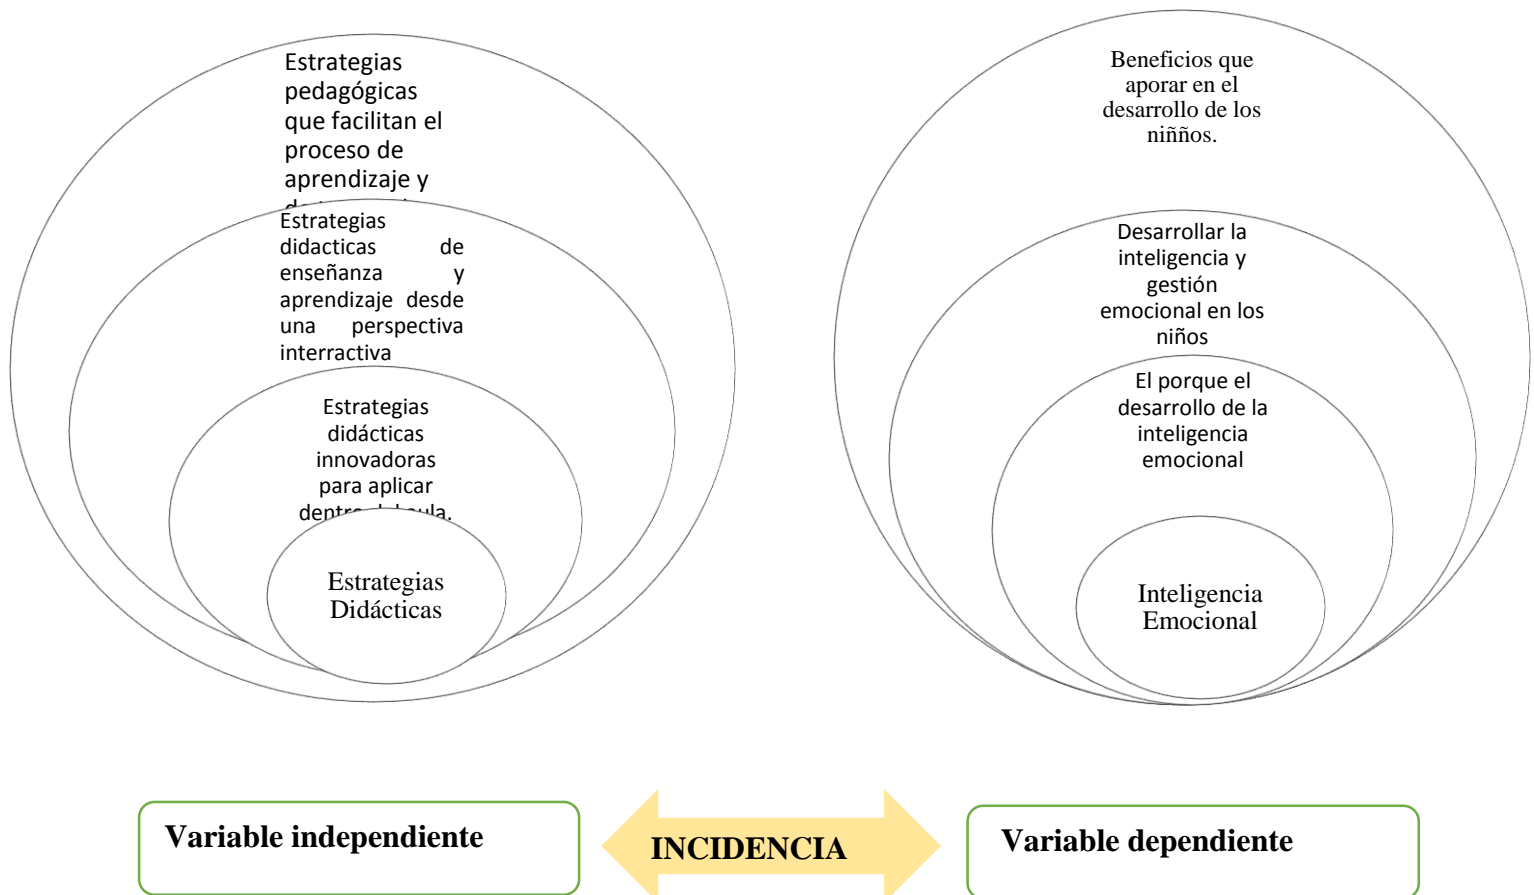 Estrategias
pedagógicas
que facilitan el
proceso de
aprendizaje y
Estrategias
didacticas de
enseñanza y
aprendizaje desde
una perspectiva
interractiva
Estrategias
didácticas
innovadoras
para aplicar
Estrategias
Didácticas
Beneficios que
aporar en el
desarrollo de los
niñños.
Desarrollar la
inteligencia y
gestión
emocional en los
niños
El porque el
desarrollo de la
inteligencia
emocional
Inteligencia
Emocional
Variable independiente
INCIDENCIA
Variable dependiente